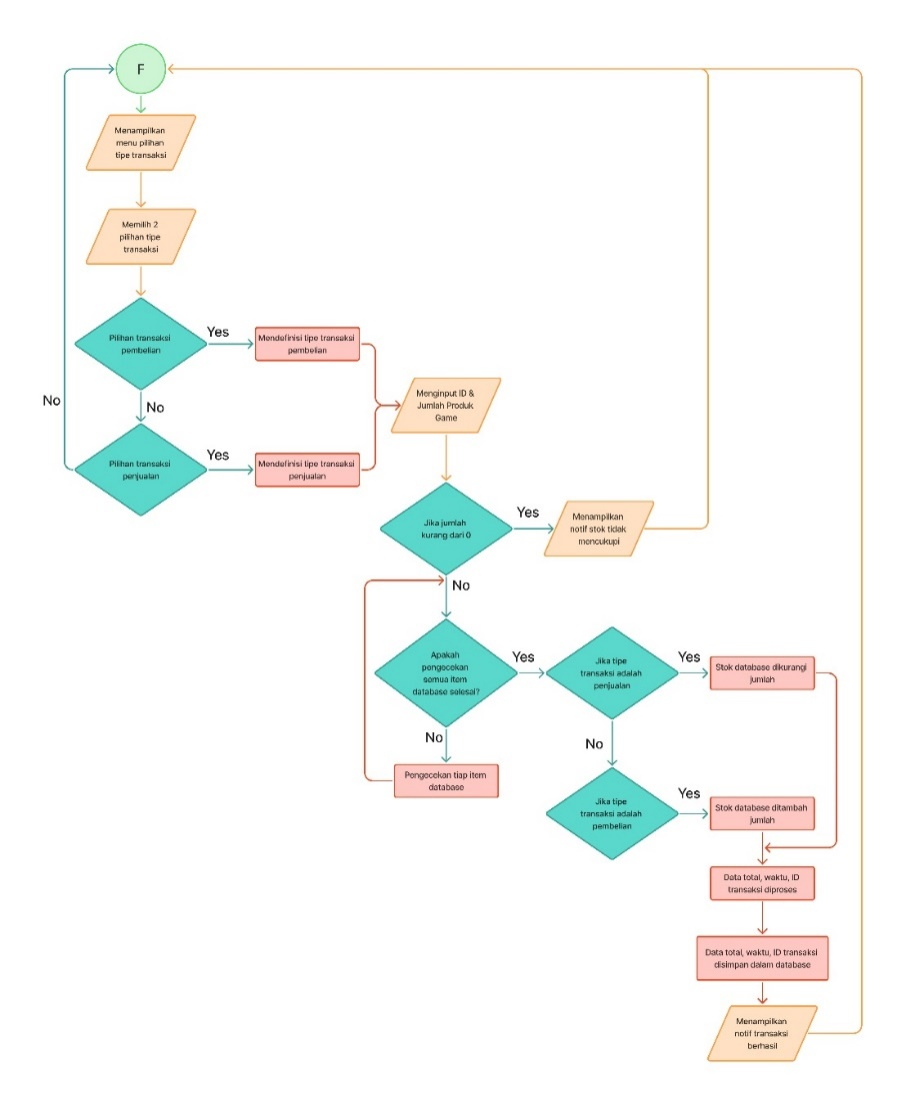 F
Menampilkan
menu pilihan
tipe transaksi
Memilih 2
pilihan tipe
transaksi
Pilihan transaksi
pembelian
Yes
Mendefinisi tipe transaksi
pembelian
No
No
Pilihan transaksi
penjualan
Yes
Mendefinisi tipe transaksi
penjualan
Menginput ID &
Jumlah Produk
Game
Jika jumlah
kurang dari 0
Yes
Menampilkan
notif stok tidak
mencukupi
No
Apakah
pengecekan
semua item
database selesai?
Yes
Jika tipe
transaksi adalah
penjualan
Yes
Stok database dikurangi
jumlah
No
Pengecekan tiap item
database
No
Jika tipe
transaksi adalah
pembelian
Yes
Stok database ditambah
jumlah
Data total, waktu, ID
transaksi diproses
Data total, waktu, ID transaksi
disimpan dalam database
Menampilkan
notif transaksi
berhasil